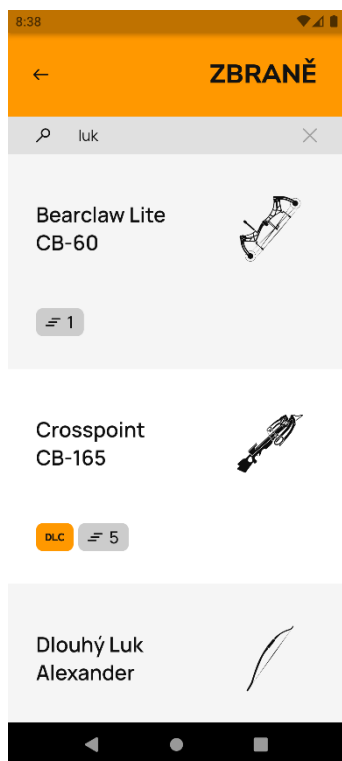 8:38
ZBRANĚ
luk
Bearclaw Lite
CB-60
1
Crosspoint
CB-165
DLC
5
Dlouhý Luk
Alexander